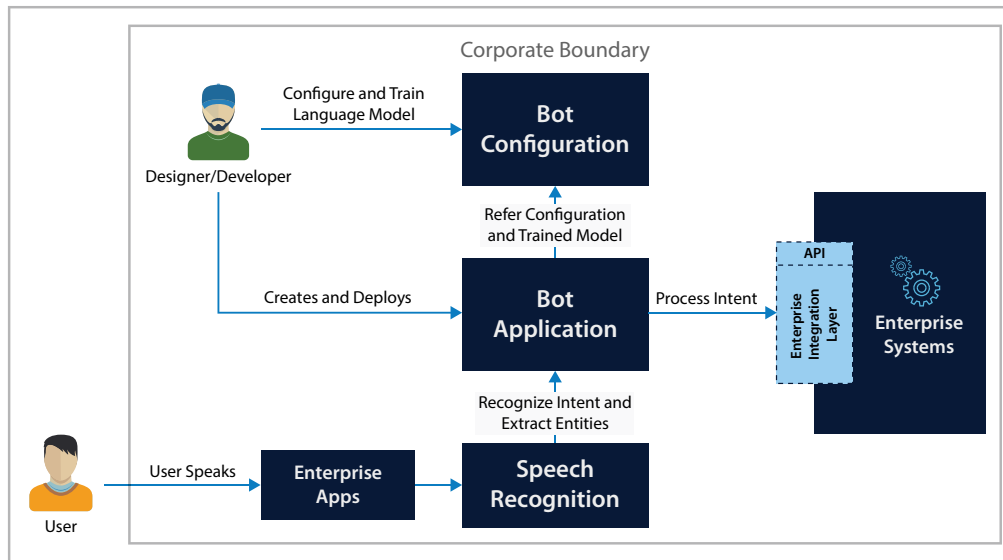 Corporate Boundary
Configure and Train
Language Model
Bot
Configuration
Designer/Developer
Refer Configuration
and Trained Model
API
Enterprise
Integration
Layer
Enterprise
Systems
Creates and Deploys
Bot
Application
Process Intent
Recognize Intent and
Extract Entities
User Speaks
Enterprise
Apps
Speech
Recognition
User